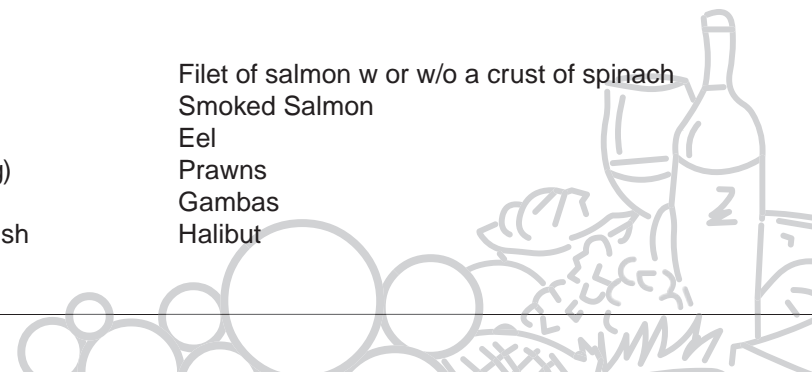 Filet of salmon w or w/o a crust of spinach
Smoked Salmon
Eel
Prawns
Gambas
Halibut